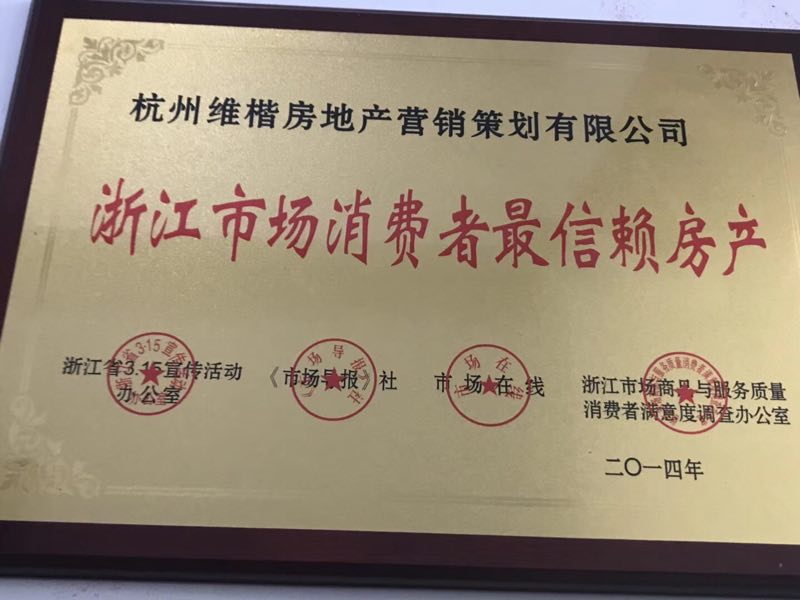 杭州维楷房地产营销策划有限公司
浙江市场消费者最信赖房产
浙江省3.15宣传活动
办公室
《市场导报》社
市场在线
浙江市场商品与服务质量
消费者满意度调查办公室
二〇一四年